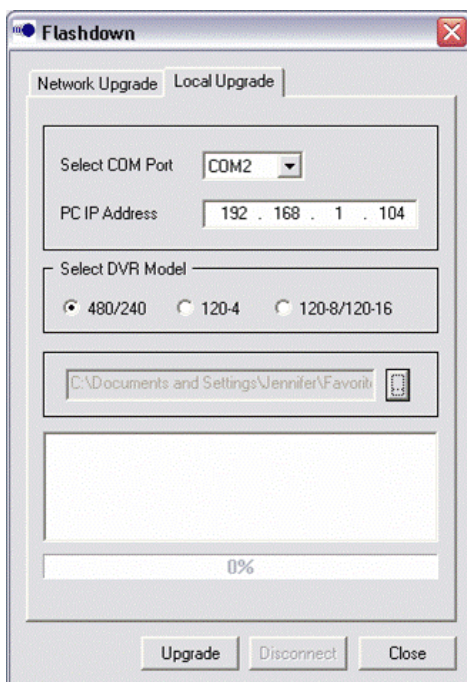 Flashdown
Network Upgrade Local Upgrade
Select COM Port COM2
PC IP Address 192 . 168 . 1 . 104
Select DVR Model
480/240 120-4 120-8/120-16
C:\Documents and Settings\Jennifer\Favorit
0%
Upgrade Disconnect Close